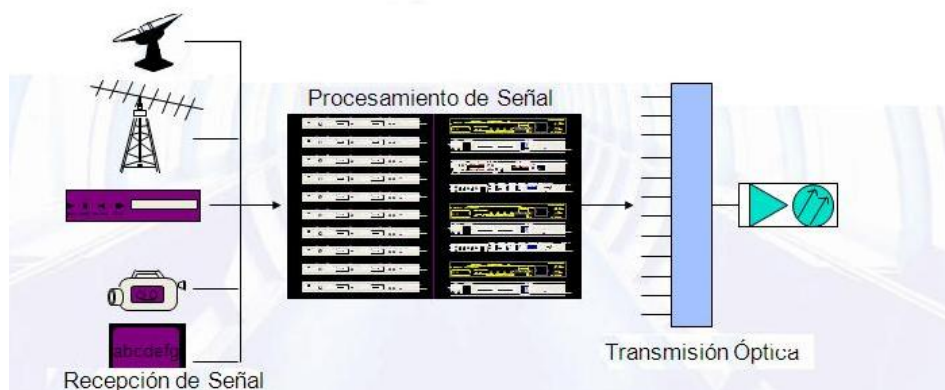 Procesamiento de Señal
abcdefg
Transmisión Óptica
Recepción de Señal